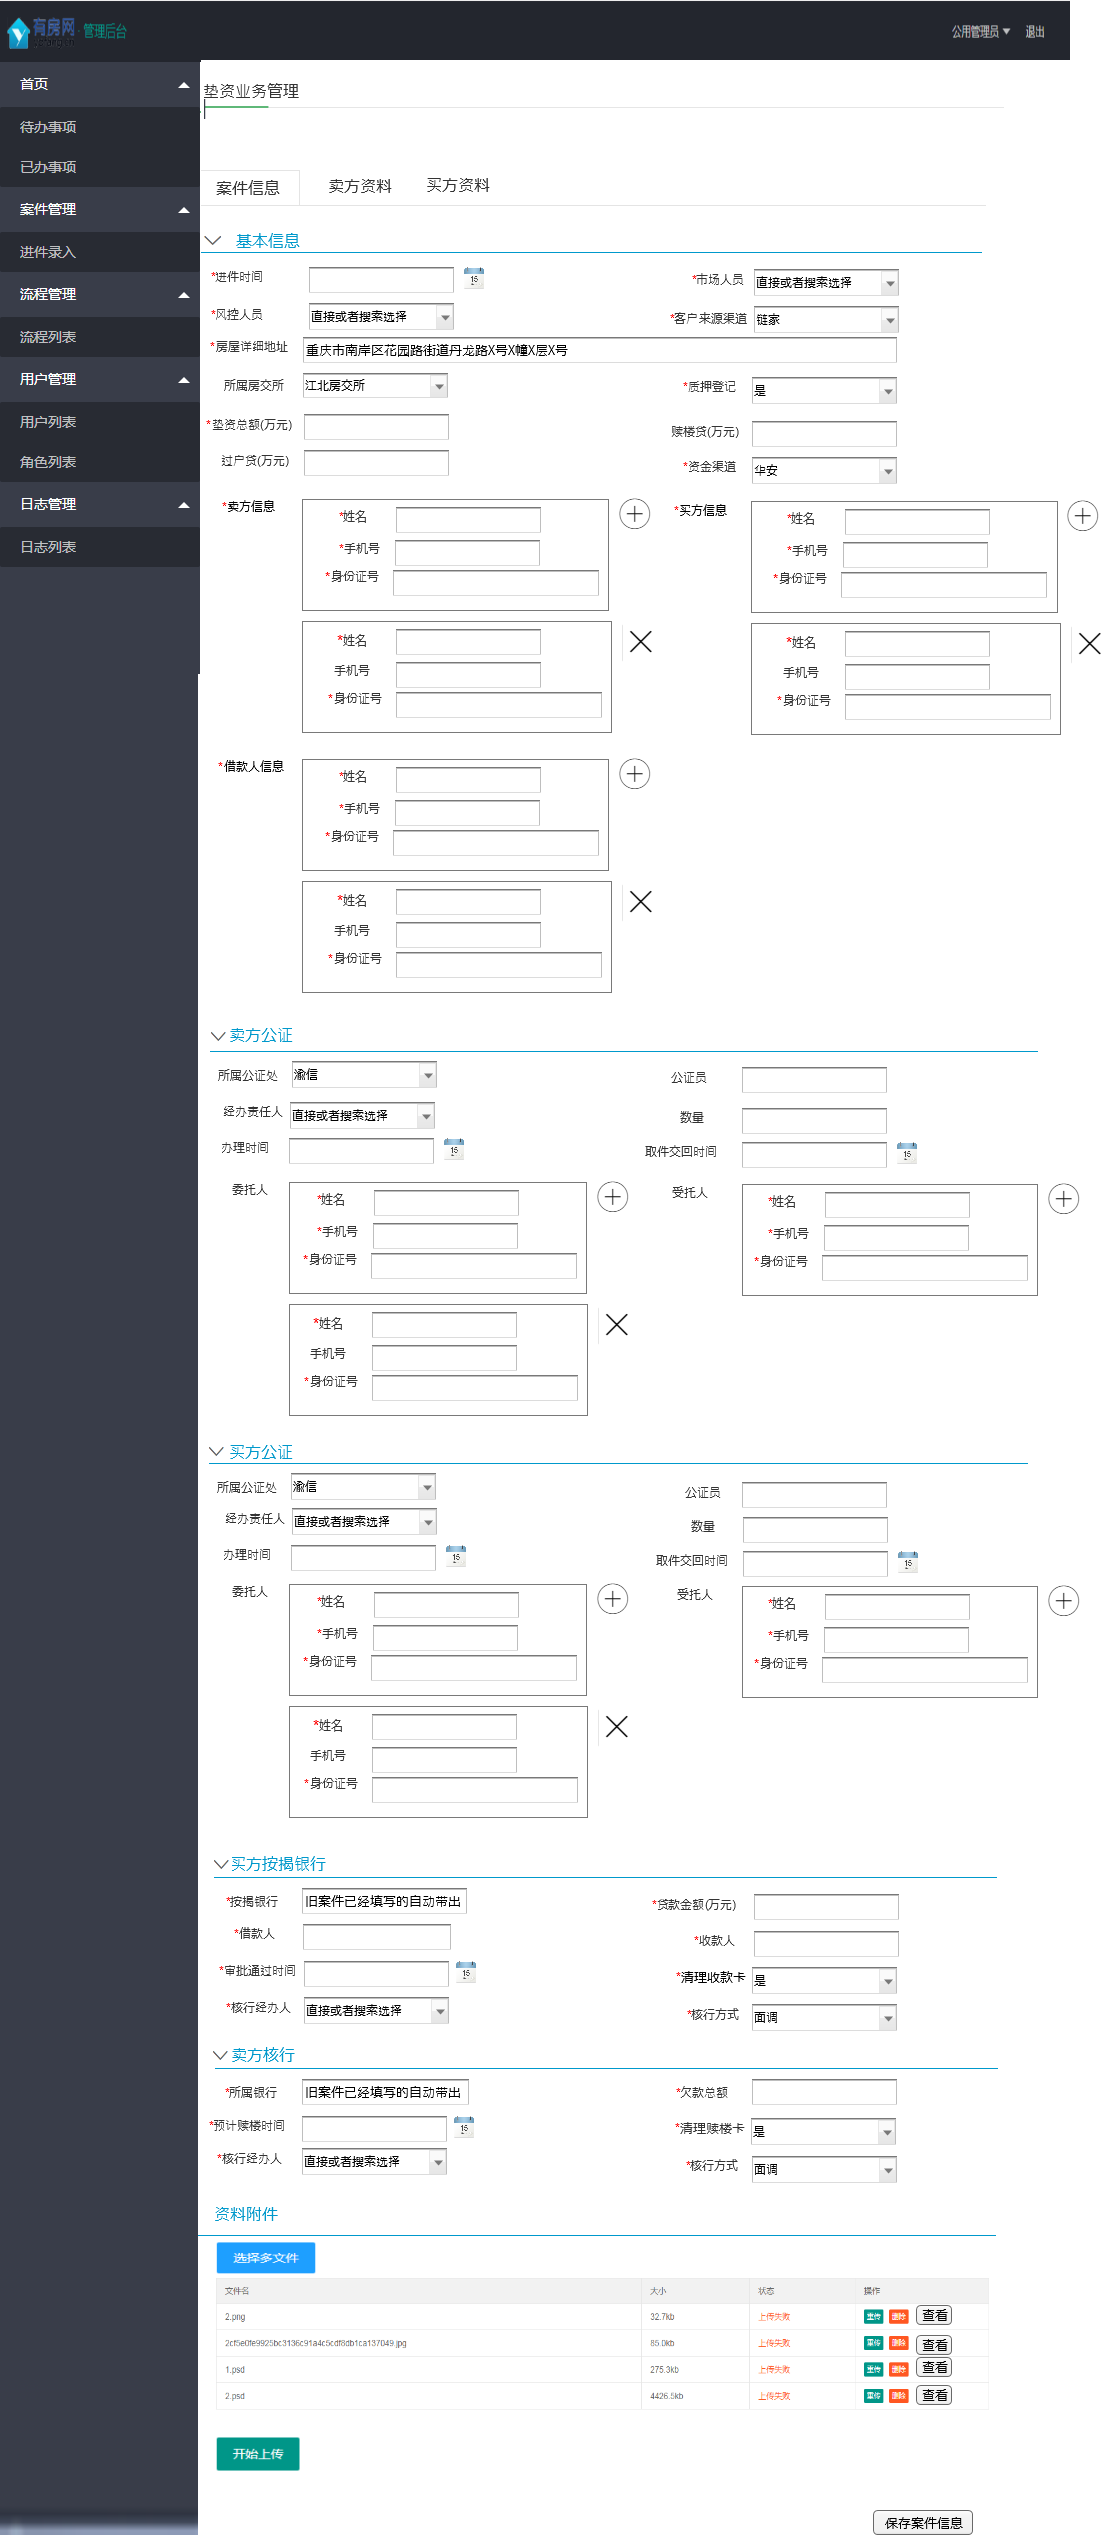 有房网 · 管理后台
公用管理员 退出
首页
待办事项
已办事项
案件管理
进件录入
流程管理
流程列表
用户管理
用户列表
角色列表
日志管理
日志列表
垫资业务管理
案件信息 卖方资料 买方资料
基本信息
*进件时间 15 *市场人员 直接或者搜索选择
*风控人员 直接或者搜索选择 *客户来源渠道 链家
*房屋详细地址 重庆市南岸区花园路街道丹龙路X号X幢X层X号
所属房交所 江北房交所 *质押登记 是
*垫资总额(万元) 赎楼贷(万元)
过户贷(万元) *资金渠道 华安
*卖方信息 *姓名 *买方信息 *姓名
*手机号 *手机号
*身份证号 *身份证号
*姓名 *姓名
手机号 手机号
*身份证号 *身份证号
*借款人信息 *姓名
*手机号
*身份证号
*姓名
手机号
*身份证号
卖方公证
所属公证处 渝信 公证员
经办责任人 直接或者搜索选择 数量
办理时间 15 取件交回时间 15
委托人 *姓名 受托人 *姓名
*手机号 *手机号
*身份证号 *身份证号
*姓名
手机号
*身份证号
买方公证
所属公证处 渝信 公证员
经办责任人 直接或者搜索选择 数量
办理时间 15 取件交回时间 15
委托人 *姓名 受托人 *姓名
*手机号 *手机号
*身份证号 *身份证号
*姓名
手机号
*身份证号
买方按揭银行
*按揭银行 旧案件已经填写的自动带出 *贷款金额(万元)
*借款人 *收款人
*审批通过时间 15 *清理收款卡 是
*核行经办人 直接或者搜索选择 *核行方式 面调
卖方核行
*所属银行 旧案件已经填写的自动带出 *欠款总额
*预计赎楼时间 15 *清理赎楼卡 是
*核行经办人 直接或者搜索选择 *核行方式 面调
资料附件
选择多文件
文件名 大小 状态 操作
2.png 32.7kb 上传失败 重传 删除 查看
2cf5e0fe9925bc3136c91a4c5cdf8db1ca137049.jpg 85.0kb 上传失败 重传 删除 查看
1.psd 275.3kb 上传失败 重传 删除 查看
2.psd 4426.5kb 上传失败 重传 删除 查看
开始上传
保存案件信息